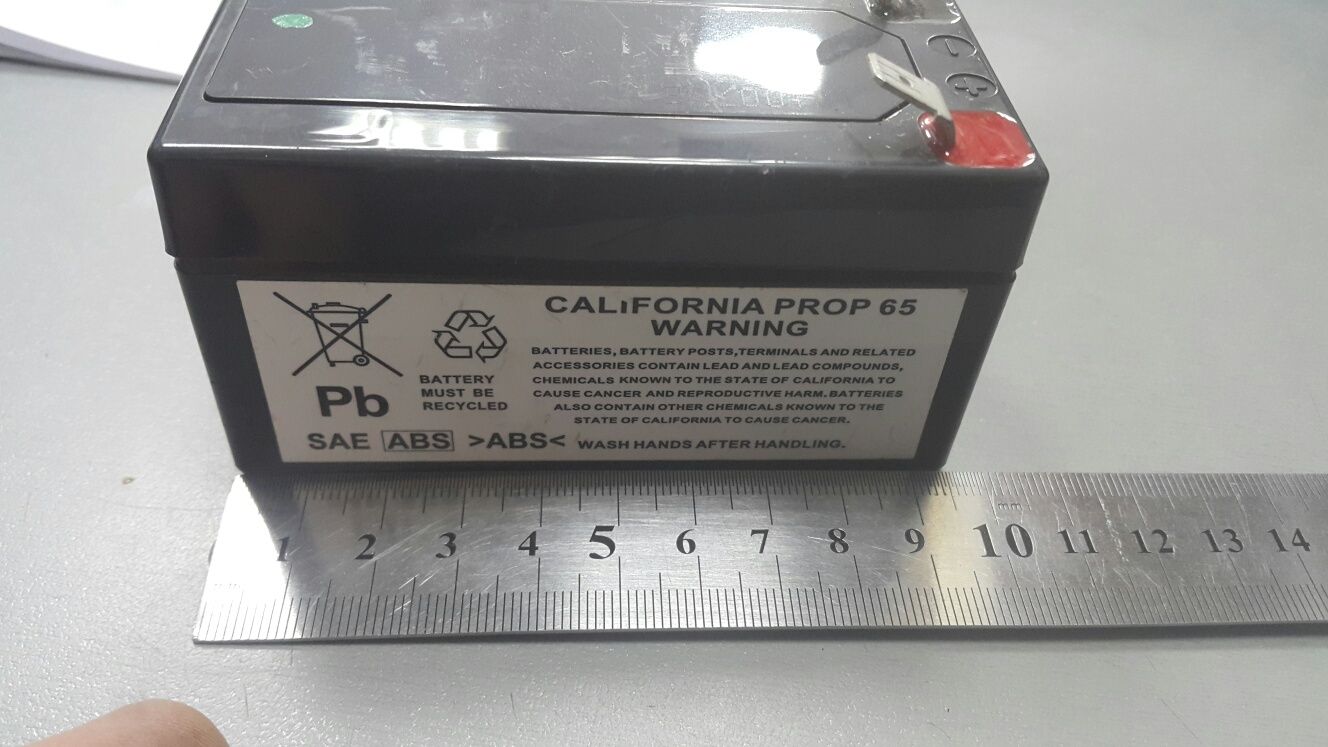 CALIFORNIA PROP 65
WARNING
BATTERIES, BATTERY POSTS,TERMINALS AND RELATED
ACCESSORIES CONTAIN LEAD AND LEAD COMPOUNDS,
CHEMICALS KNOWN TO THE STATE OF CALIFORNIA TO
CAUSE CANCER AND REPRODUCTIVE HARM.BATTERIES
ALSO CONTAIN OTHER CHEMICALS KNOWN TO THE
STATE OF CALIFORNIA TO CAUSE CANCER.
WASH HANDS AFTER HANDLING.
Pb
BATTERY
MUST BE
RECYCLED
SAE ABS >ABS<
mm
1 2 3 4 5 6 7 8 9 10 11 12 13 14